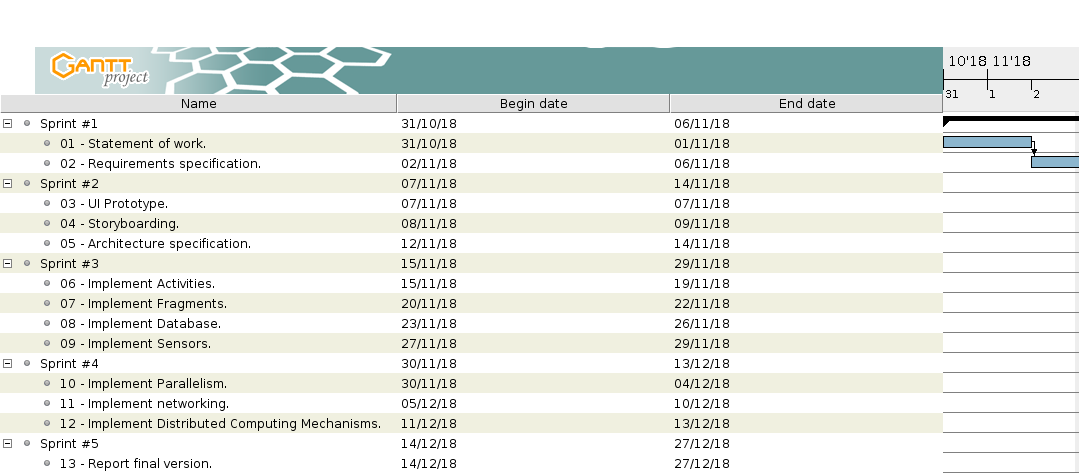 GANTT
project
10'18 11'18
31 1 2
Name Begin date End date
Sprint #1 31/10/18 06/11/18
01 - Statement of work. 31/10/18 01/11/18
02 - Requirements specification. 02/11/18 06/11/18
Sprint #2 07/11/18 14/11/18
03 - UI Prototype. 07/11/18 07/11/18
04 - Storyboarding. 08/11/18 09/11/18
05 - Architecture specification. 12/11/18 14/11/18
Sprint #3 15/11/18 29/11/18
06 - Implement Activities. 15/11/18 19/11/18
07 - Implement Fragments. 20/11/18 22/11/18
08 - Implement Database. 23/11/18 26/11/18
09 - Implement Sensors. 27/11/18 29/11/18
Sprint #4 30/11/18 13/12/18
10 - Implement Parallelism. 30/11/18 04/12/18
11 - Implement networking. 05/12/18 10/12/18
12 - Implement Distributed Computing Mechanisms. 11/12/18 13/12/18
Sprint #5 14/12/18 27/12/18
13 - Report final version. 14/12/18 27/12/18